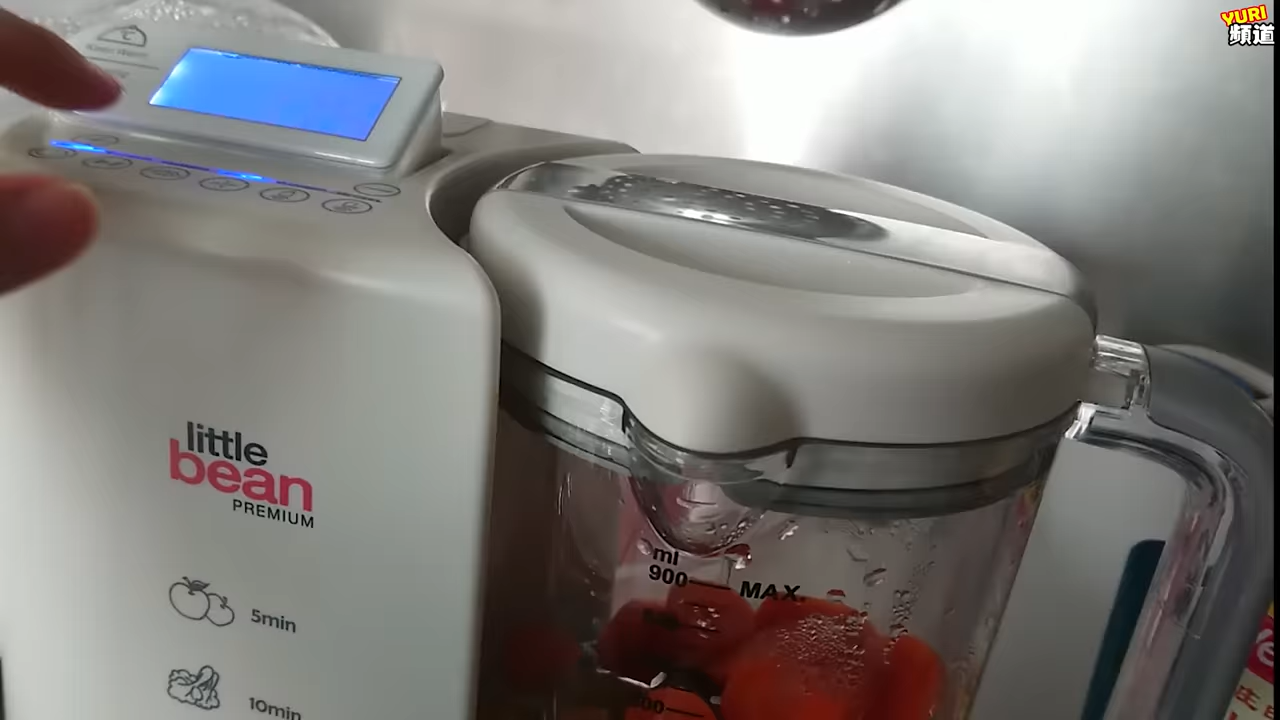 YURI
頻道
little
bean
PREMIUM
5min
10min
ml
900
MAX.